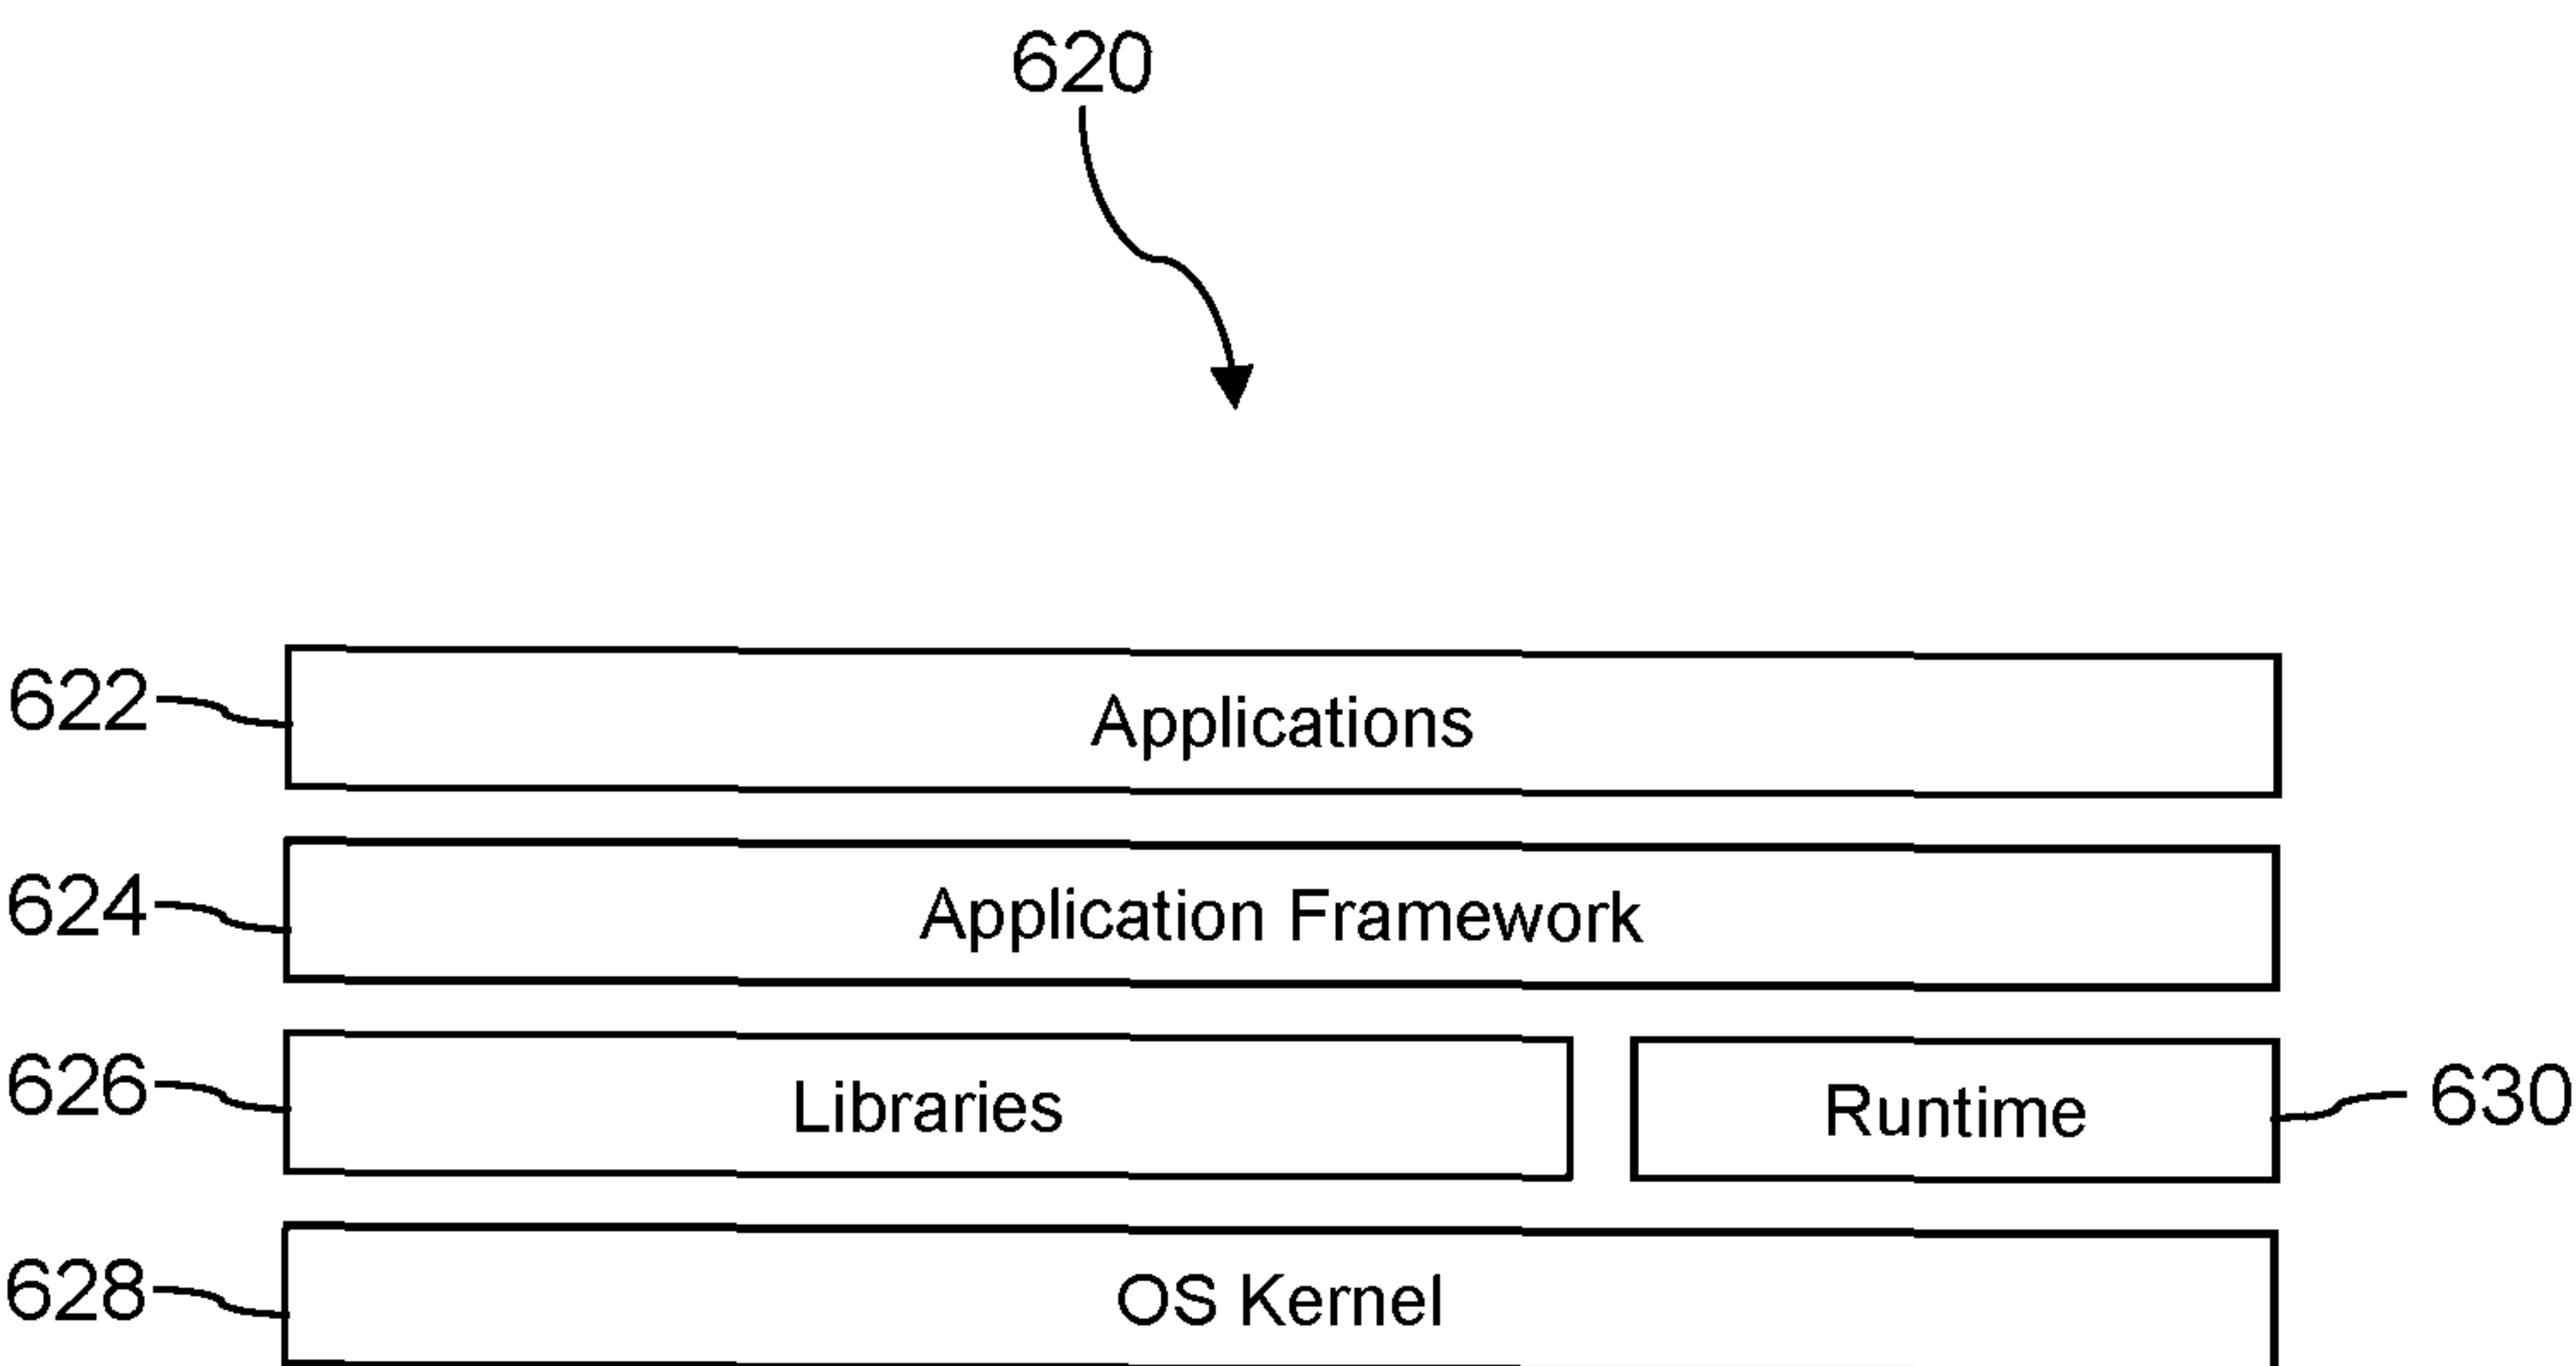 620
622
Applications
624
Application Framework
626
Libraries
Runtime
630
628
OS Kernel